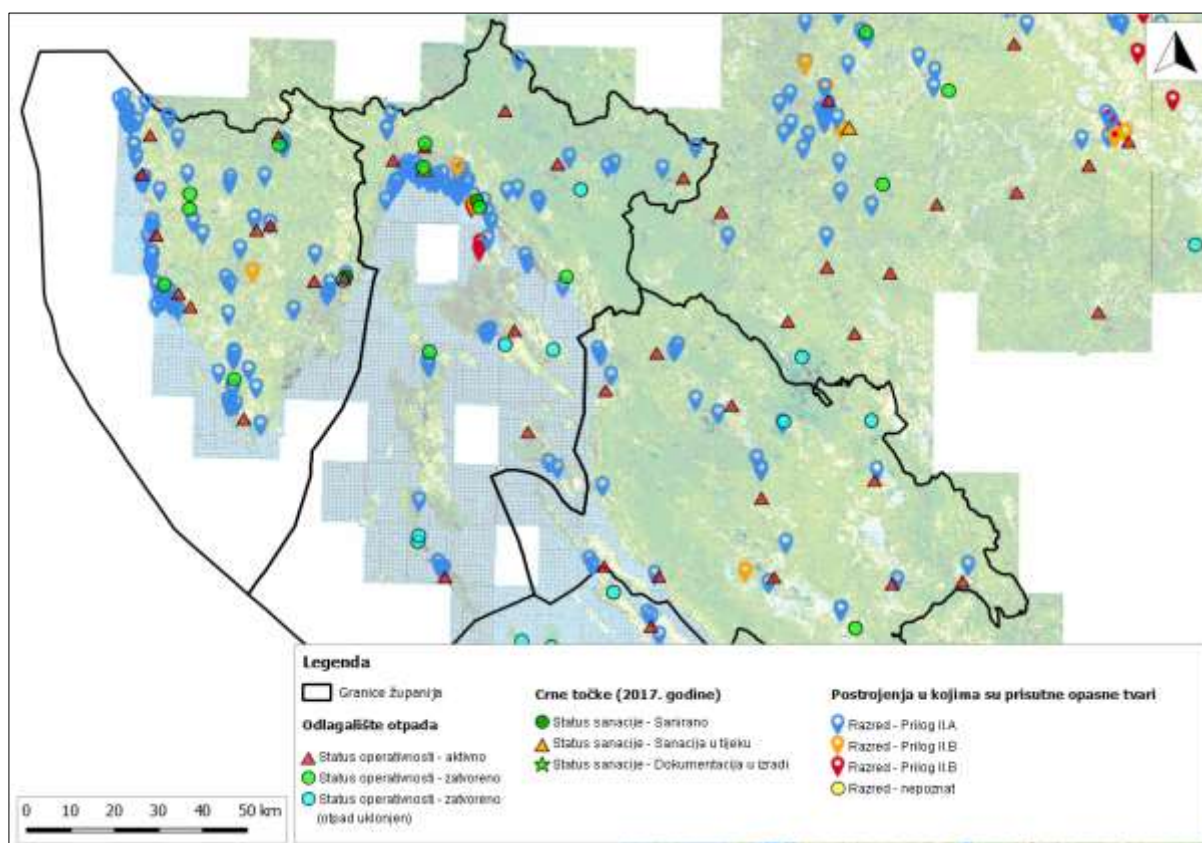 Legenda
Granice županija
Odlagalište otpada
Status operativnosti - aktivno
Status operativnosti - zatvoreno
Status operativnosti - zatvoreno
(otpad uklonjen)
0 10 20 30 40 50 km
Crne točke (2017. godine)
Status sanacije - Sanirano
Status sanacije - Sanacija u tijeku
Status sanacije - Dokumentacija u izradi
Postrojenja u kojima su prisutne opasne tvari
Razred - Prilog II.A
Razred - Prilog II.B
Razred - Prilog II.B
Razred - nepoznat